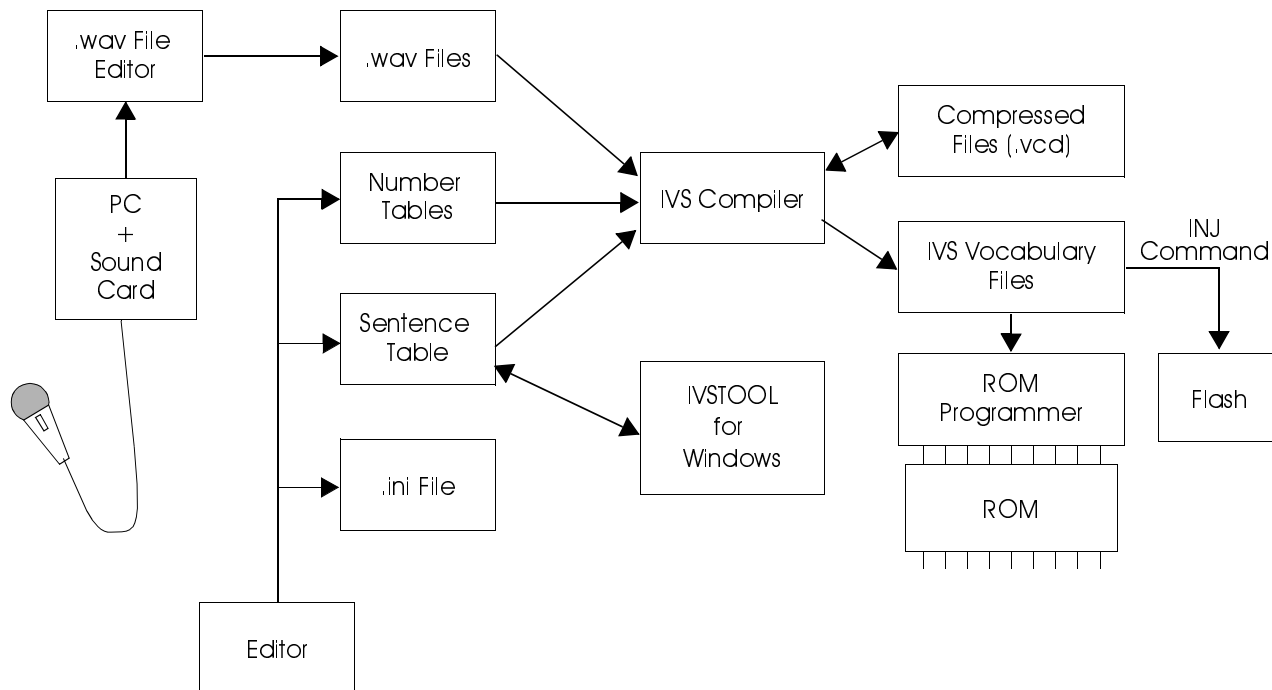 .wav File
Editor
.wav Files
PC
+
Sound
Card
Number
Tables
Sentence
Table
.ini File
Editor
IVS Compiler
IVSTOOL
for
Windows
Compressed
Files (.vcd)
IVS Vocabulary
Files
INJ
Command
ROM
Programmer
ROM
Flash